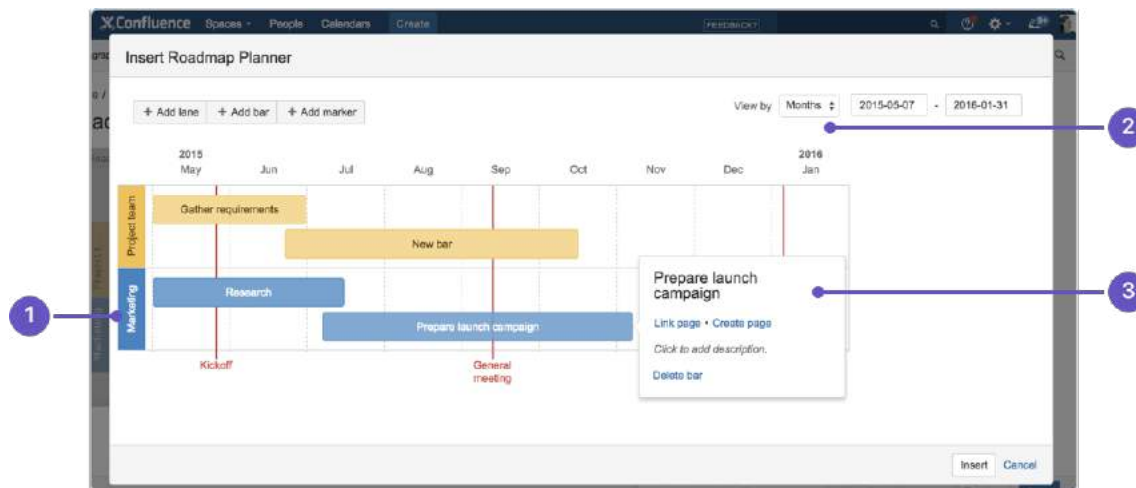 Confluence Spaces People Calendars Create FEEDBACK?
Insert Roadmap Planner
+ Add lane + Add bar + Add marker
View by Months 2015-05-07 - 2016-01-31
2
2015 2016
May Jun Jul Aug Sep Oct Nov Dec Jan
Project team
Gather requirements
New bar
Marketing
Research
Prepare launch campaign
Kickoff
General
meeting
Prepare launch
campaign
Link page • Create page
Click to add description.
Delete bar
1
3
Insert Cancel